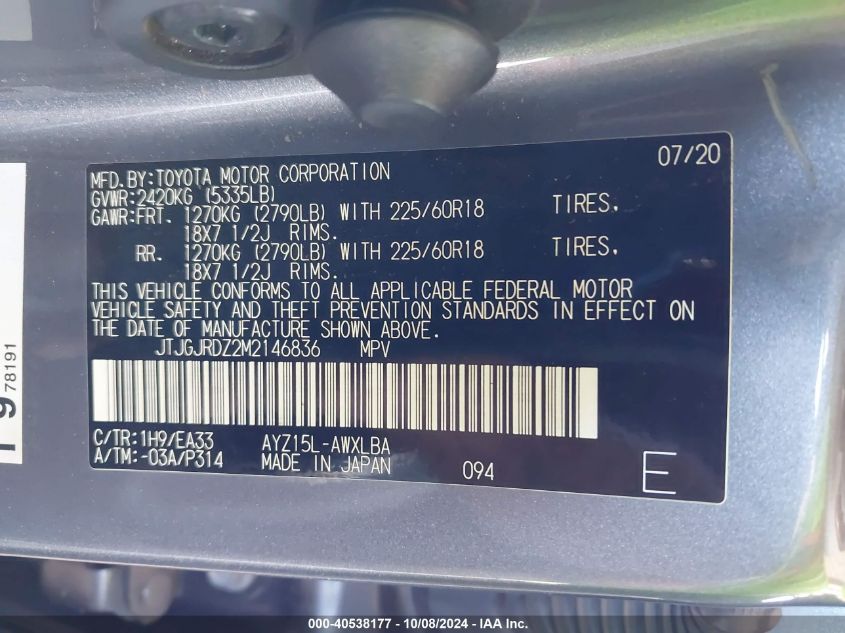 07/20
MFD.BY:TOYOTA MOTOR CORPORATION
GVWR:2420KG (5335LB)
GAWR:FRT. 1270KG (2790LB) WITH 225/60R18 TIRES.
18X7 1/2J RIMS.
RR. 1270KG (2790LB) WITH 225/60R18 TIRES.
18X7 1/2J RIMS.
THIS VEHICLE CONFORMS TO ALL APPLICABLE FEDERAL MOTOR
VEHICLE SAFETY AND THEFT PREVENTION STANDARDS IN EFFECT ON
THE DATE OF MANUFACTURE SHOWN ABOVE.
JTJGJRDZ2M2146836 MPV
C/TR:1H9/EA33 AYZ15L-AWXLBA
A/TM:-03A/P314 MADE IN JAPAN 094 E
78191
000-40538177 - 10/08/2024 - IAA Inc.